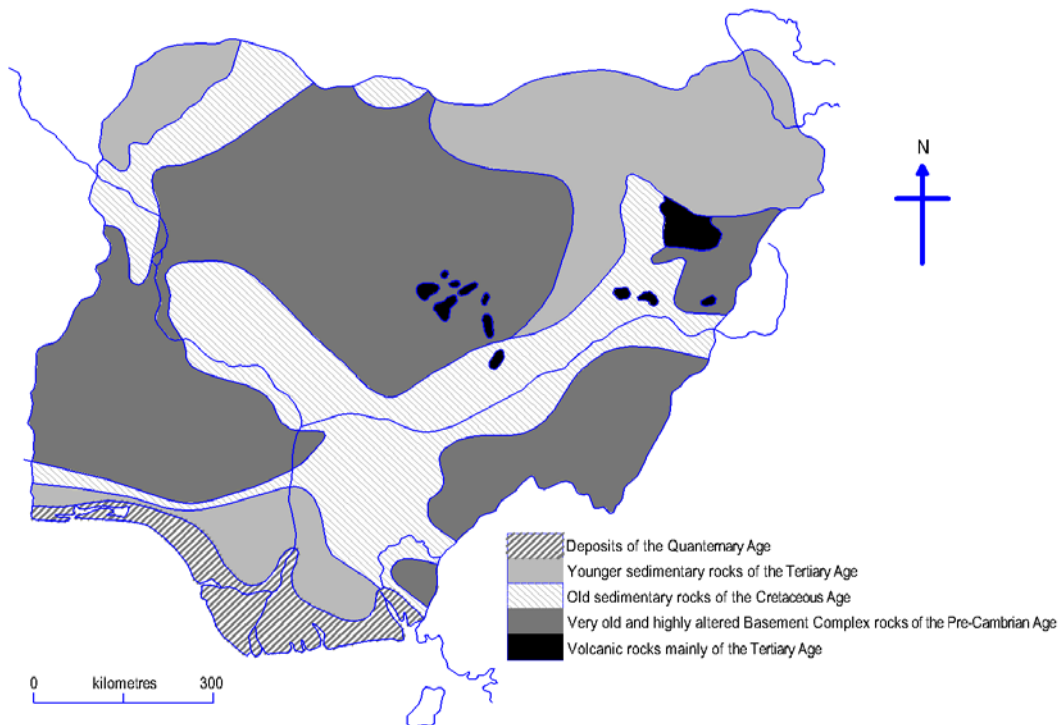 N
Deposits of the Quanternary Age
Younger sedimentary rocks of the Tertiary Age
Old sedimentary rocks of the Cretaceous Age
Very old and highly altered Basement Complex rocks of the Pre-Cambrian Age
Volcanic rocks mainly of the Tertiary Age
0 kilometres 300